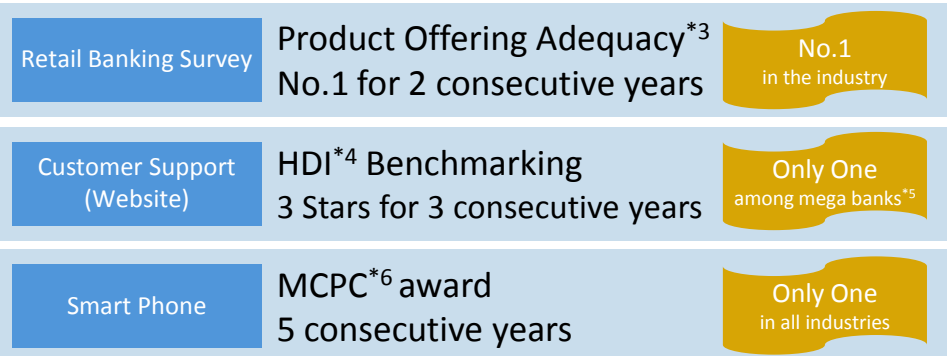 Retail Banking Survey
Product Offering Adequacy*3
No.1 for 2 consecutive years
No.1
in the industry
Customer Support
(Website)
HDI*4 Benchmarking
3 Stars for 3 consecutive years
Only One
among mega banks*5
Smart Phone
MCPC*6 award
5 consecutive years
Only One
in all industries